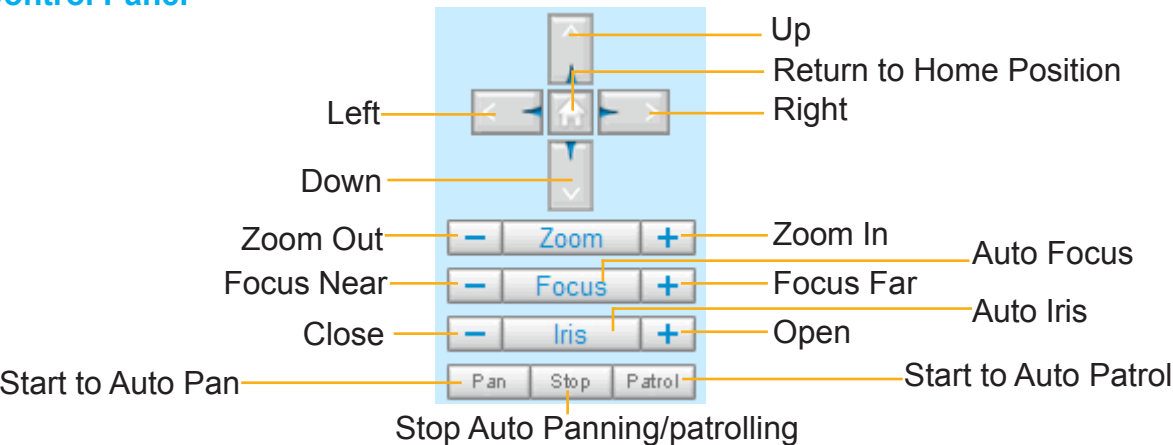 Control Panel
Up
Return to Home Position
Left
Right
Down
Zoom Out
Zoom
Zoom In
Auto Focus
Focus Near
Focus
Focus Far
Auto Iris
Close
Iris
Open
Start to Auto Pan
Pan
Stop
Patrol
Start to Auto Patrol
Stop Auto Panning/patrolling